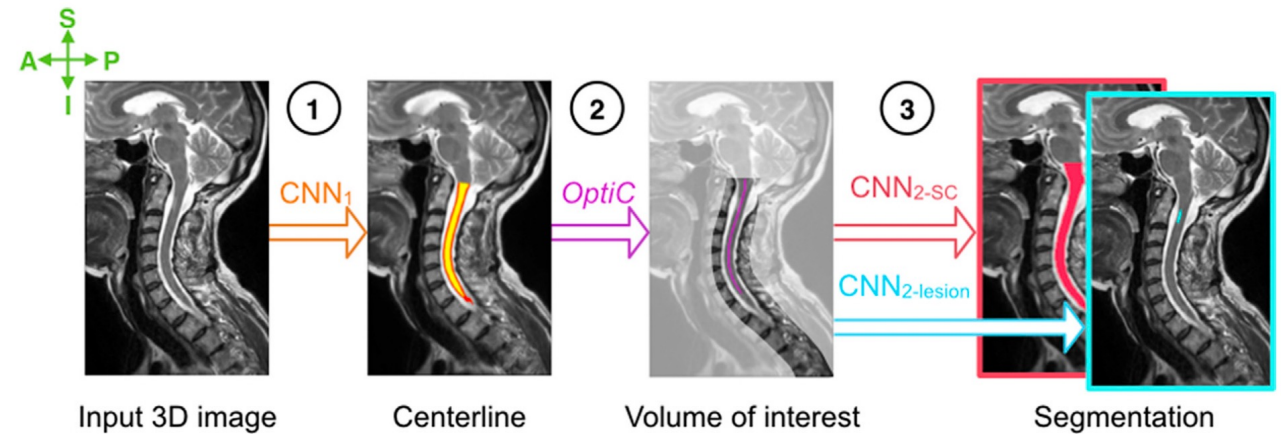 S
A P
I
1 2 3
CNN1 OptiC CNN2-SC
CNN2-lesion
Input 3D image Centerline Volume of interest Segmentation